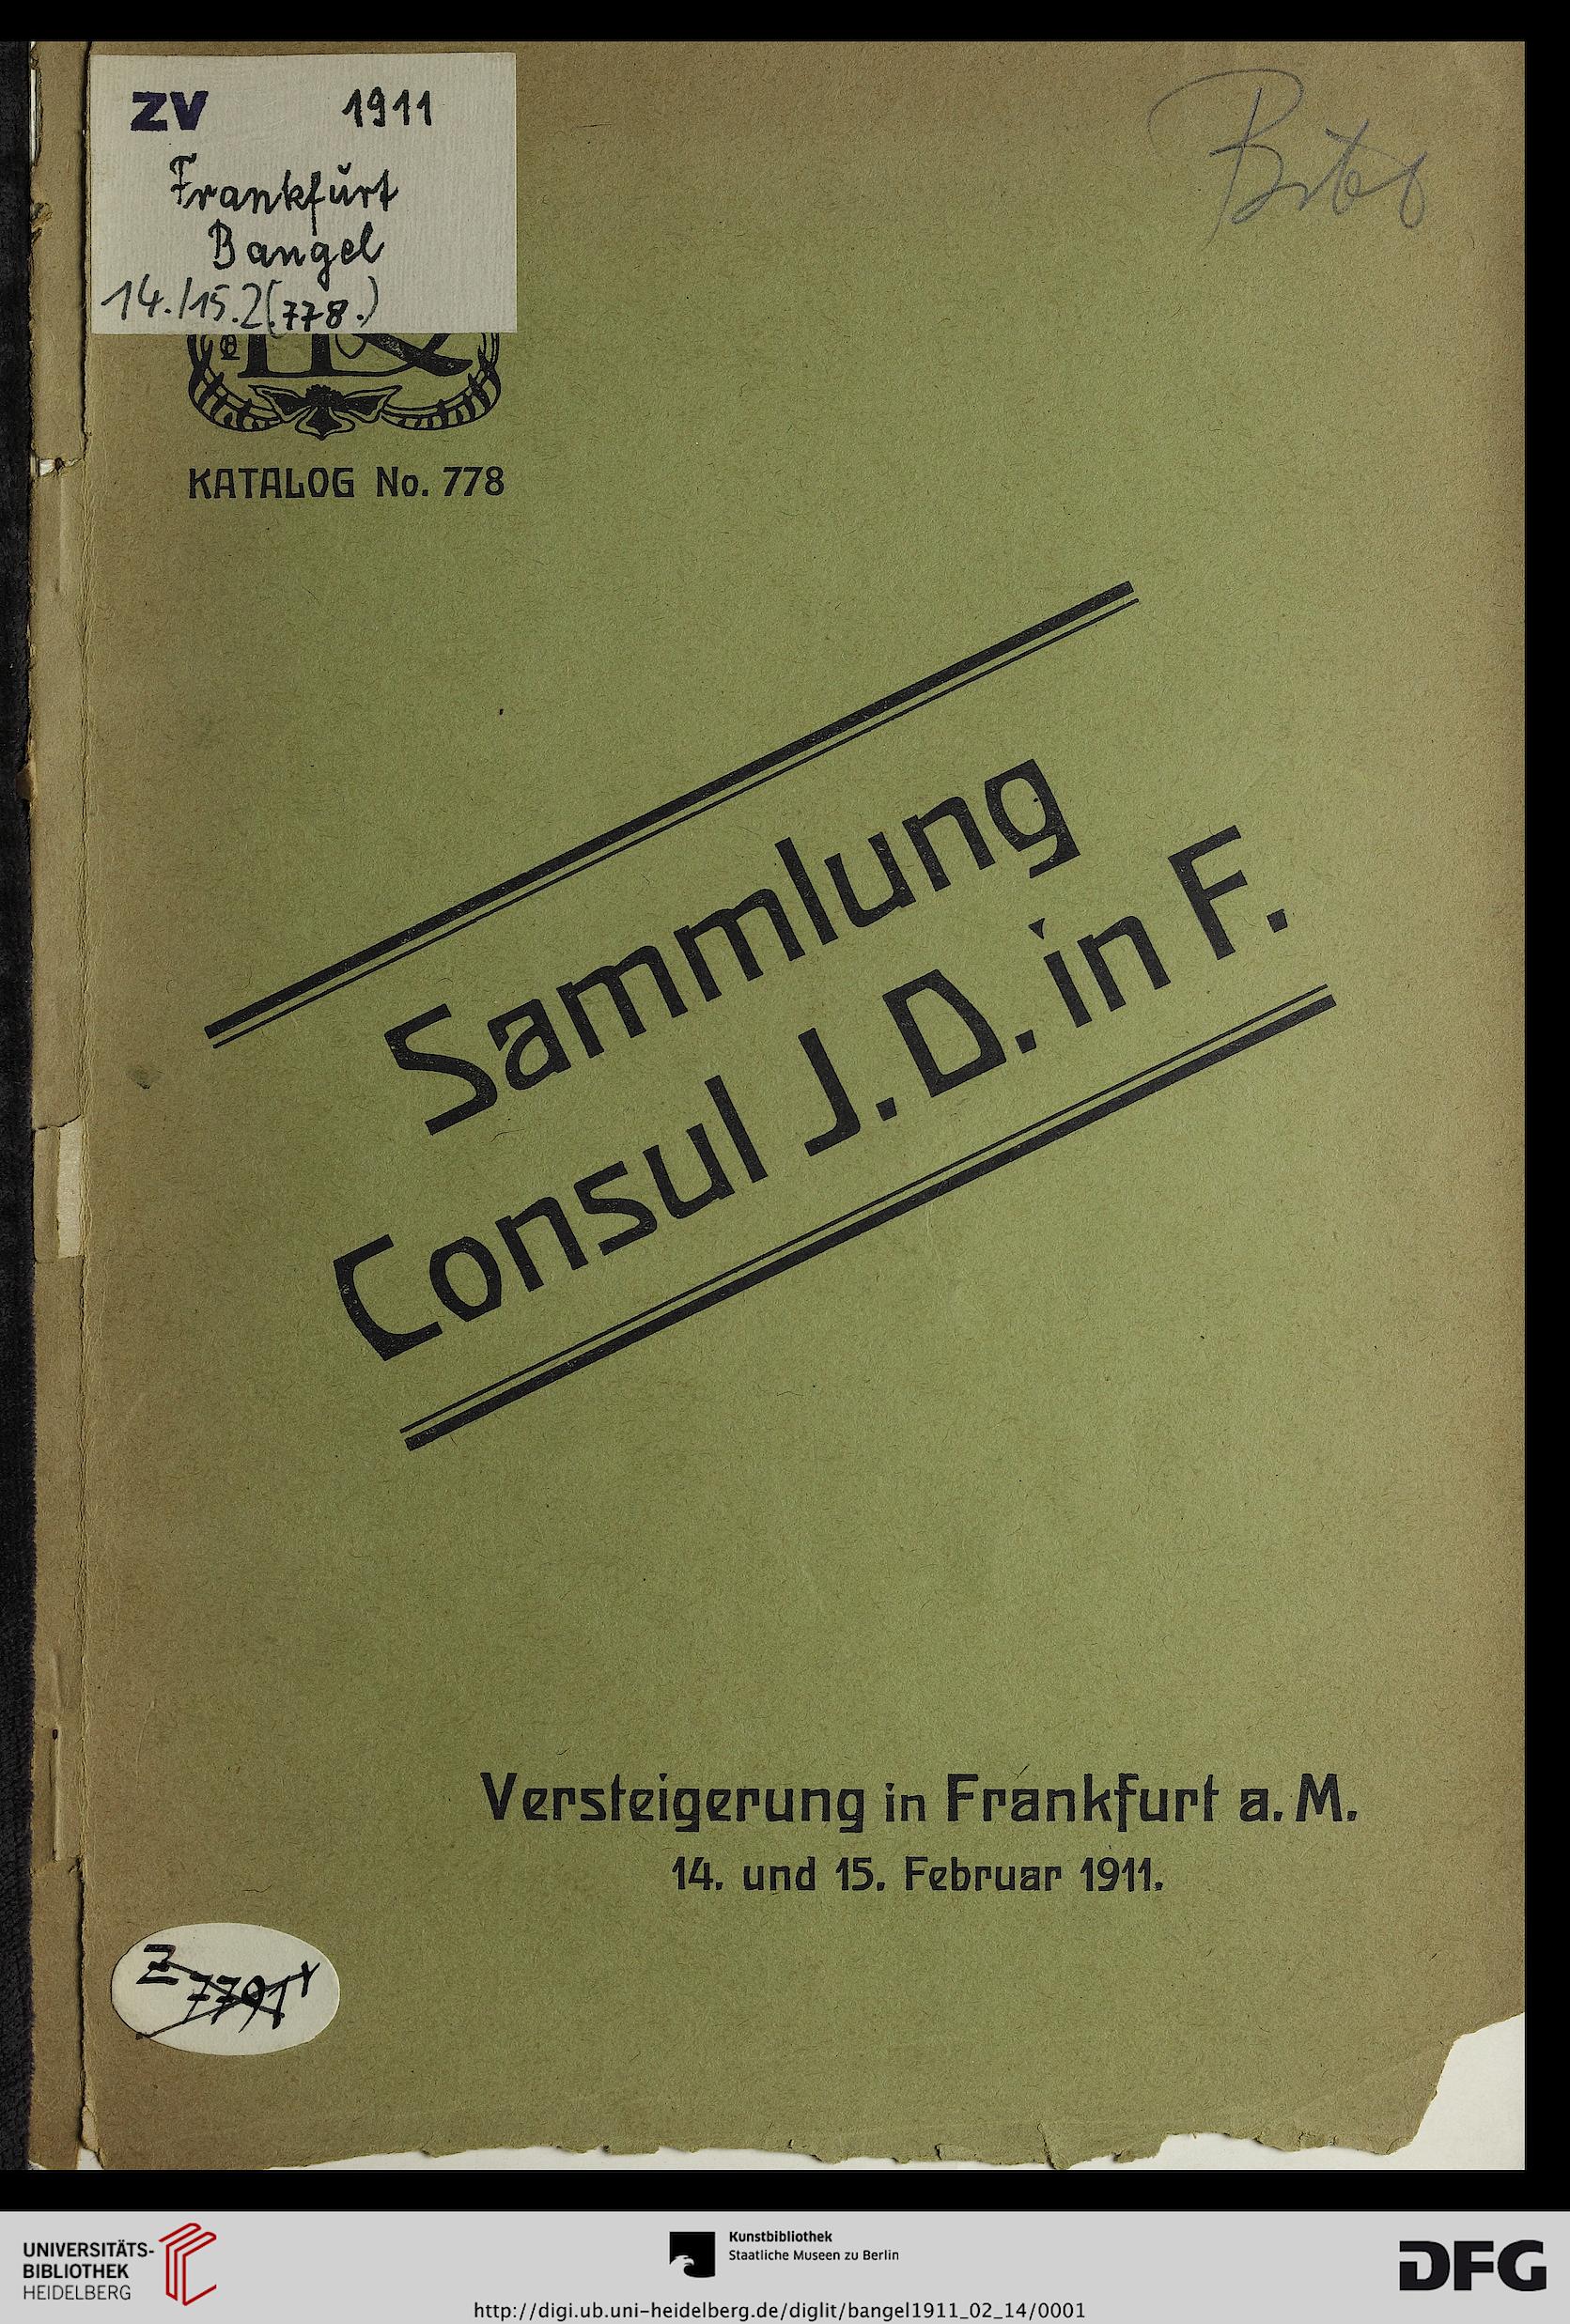 ZV 1911
Frankfurt
Bangel
14./15.2(.778.)
KATALOG No. 778
Sammlung
Consul J. D. in F.
Versteigerung in Frankfurt a. M.
14. und 15. Februar 1911.
Z
7791
UNIVERSITÄTS-
BIBLIOTHEK
HEIDELBERG
Kunstbibliothek
Staatliche Museen zu Berlin
DFG
http://digi.ub.uni-heidelberg.de/diglit/bangel1911_02_14/0001